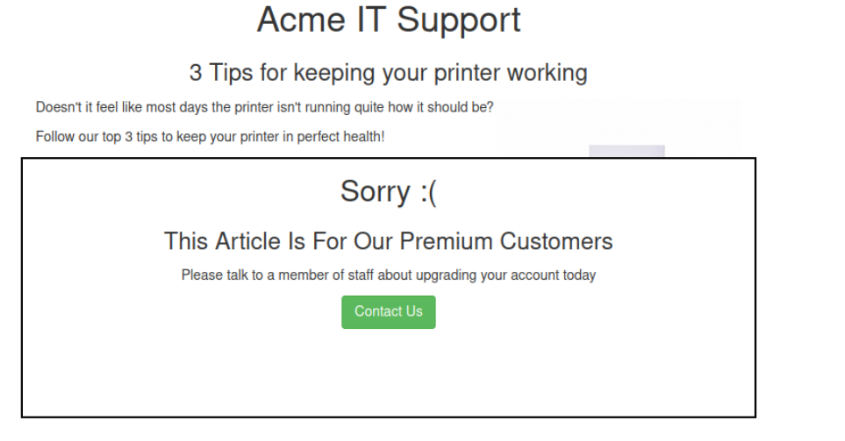 Acme IT Support
3 Tips for keeping your printer working
Doesn't it feel like most days the printer isn't running quite how it should be?
Follow our top 3 tips to keep your printer in perfect health!
Sorry :(
This Article Is For Our Premium Customers
Please talk to a member of staff about upgrading your account today
Contact Us